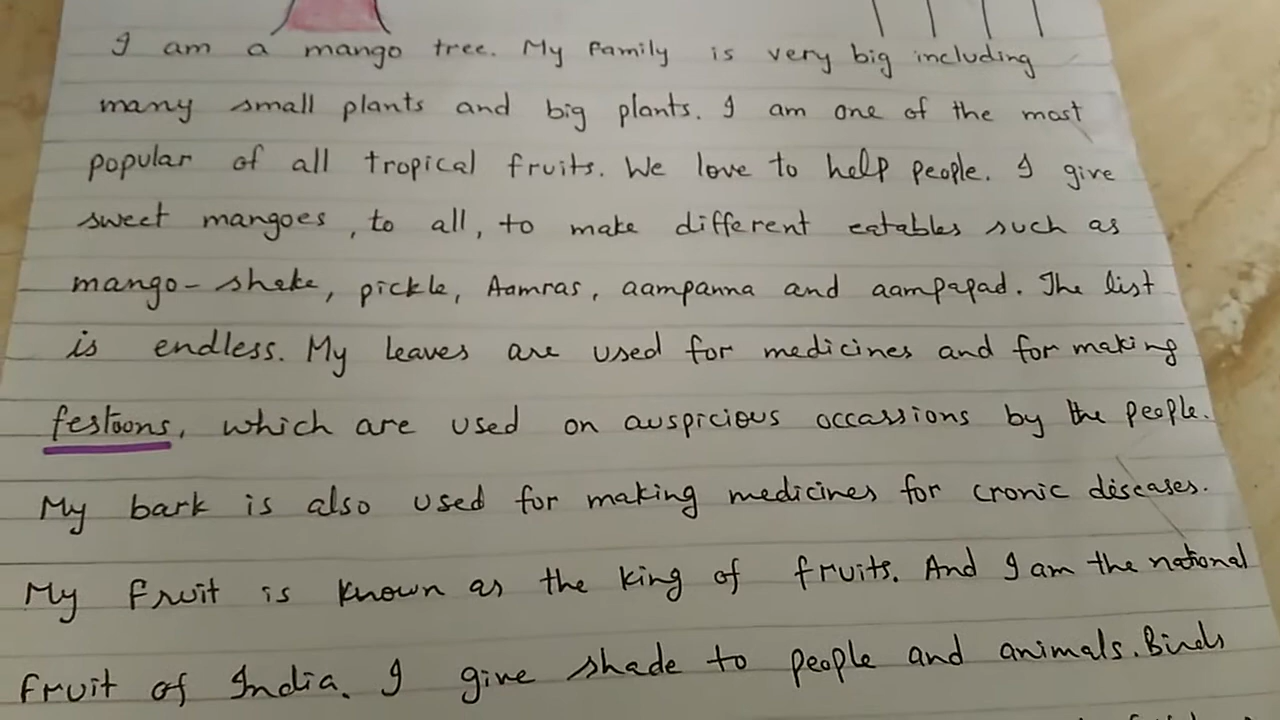 I am a mango tree. My family is very big including
many small plants and big plants. I am one of the most
popular of all tropical fruits. We love to help people. I give
sweet mangoes, to all, to make different eatables such as
mango-shake, pickle, Aamras, aampanna and aampapad. The list
is endless. My leaves are used for medicines and for making
festoons, which are used on auspicious occassions by the people.
My bark is also used for making medicines for cronic diseases.
My fruit is known as the king of fruits. And I am the national
fruit of India. I give shade to people and animals. Birds